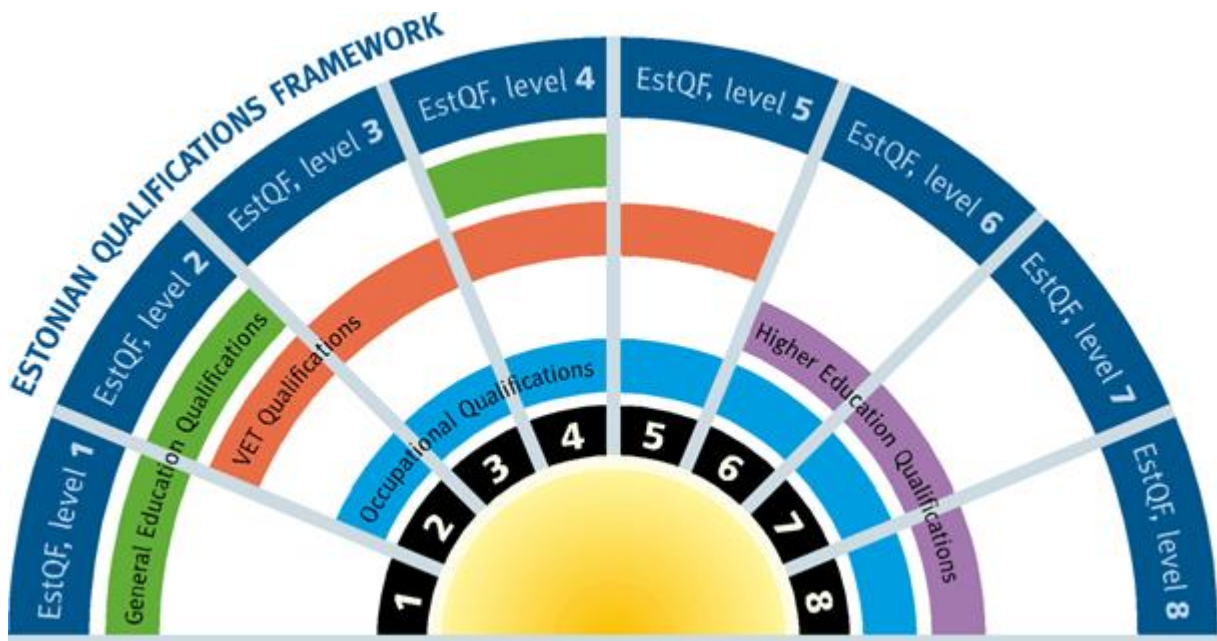 ESTONIAN QUALIFICATIONS FRAMEWORK
EstQF, level 1
EstQF, level 2
EstQF, level 3
EstQF, level 4
EstQF, level 5
EstQF, level 6
EstQF, level 7
EstQF, level 8
General Education Qualifications
VET Qualifications
Occupational Qualifications
Higher Education Qualifications
1
2
3
4
5
6
7
8